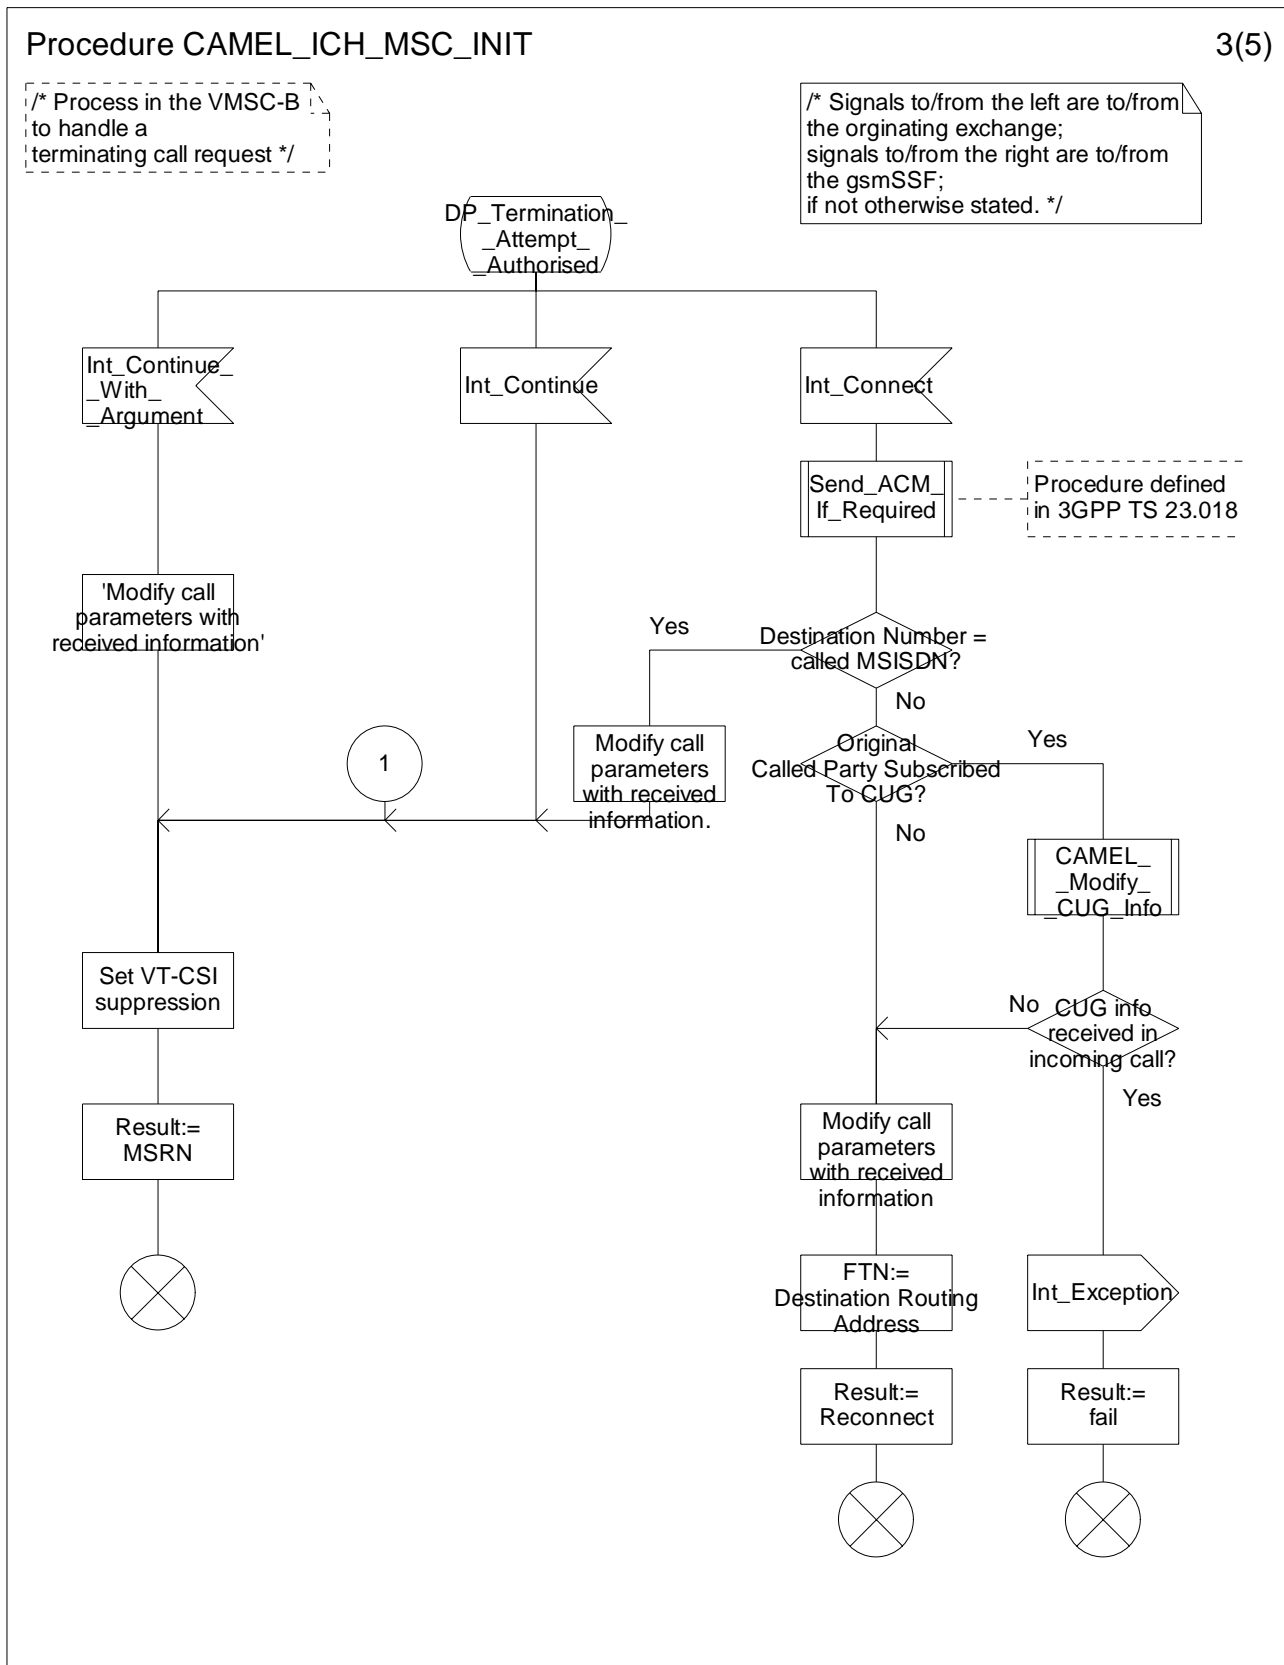 Procedure CAMEL_ICH_MSC_INIT
3(5)
/* Process in the VMSC-B
to handle a
terminating call request */
/* Signals to/from the left are to/from
the orginating exchange;
signals to/from the right are to/from
the gsmSSF;
if not otherwise stated. */
DP_Termination_
_Attempt_
_Authorised
Int_Continue_
_With_
_Argument
Int_Continue
Int_Connect
Send_ACM_
If_Required
Procedure defined
in 3GPP TS 23.018
'Modify call
parameters with
received information'
Yes
Destination Number =
called MSISDN?
No
1
Modify call
parameters
with received
information.
Original
Called Party Subscribed
To CUG?
Yes
No
CAMEL_
_Modify_
_CUG_Info
Set VT-CSI
suppression
No
CUG info
received in
incoming call?
Yes
Result:=
MSRN
Modify call
parameters
with received
information
FTN:=
Destination Routing
Address
Int_Exception
Result:=
Reconnect
Result:=
fail